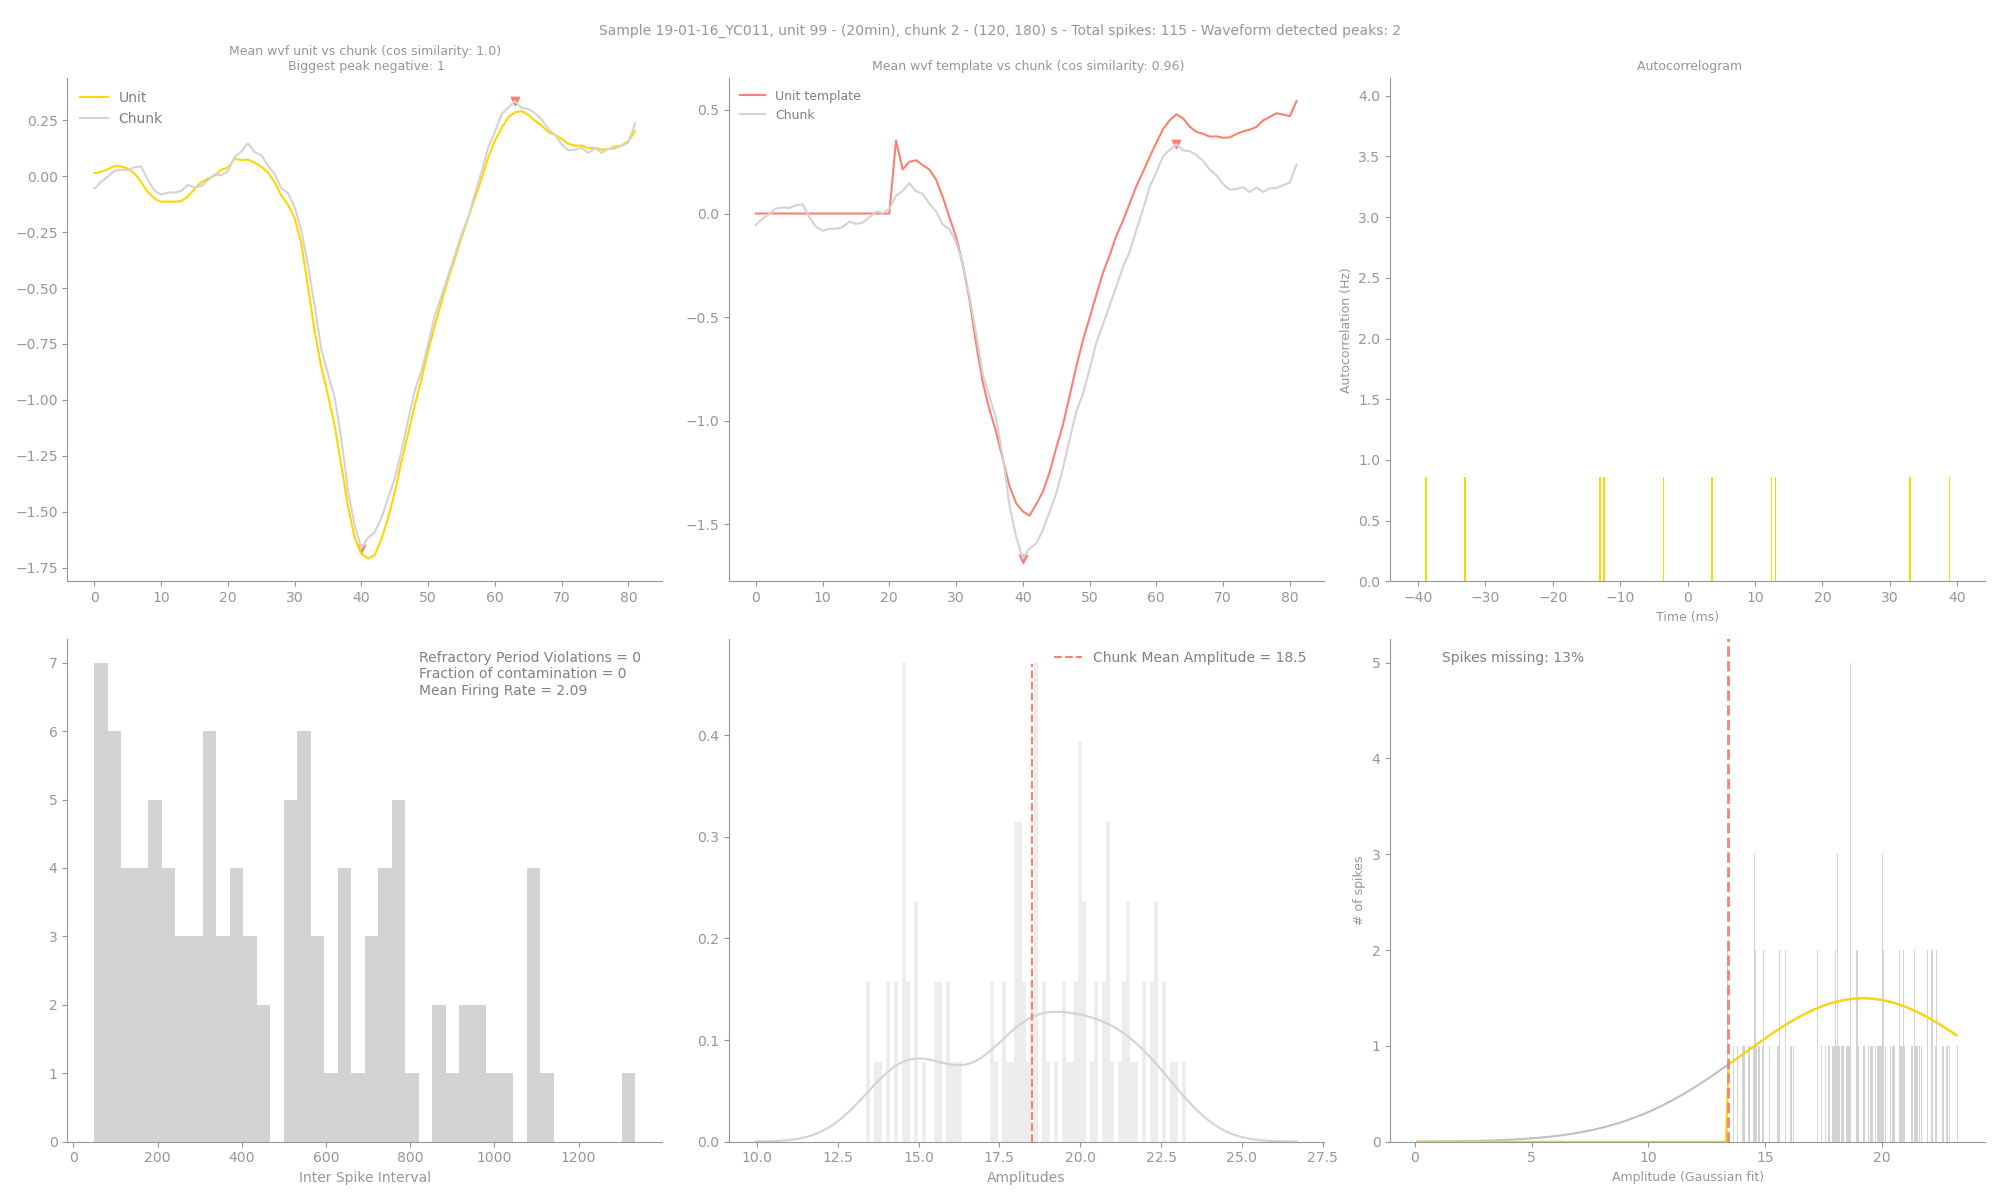 Sample 19-01-16_YC011, unit 99 - (20min), chunk 2 - (120, 180) s - Total spikes: 115 - Waveform detected peaks: 2
Mean wvf unit vs chunk (cos similarity: 1.0)
Biggest peak negative: 1
Unit
Chunk
0.25
0.00
−0.25
−0.50
−0.75
−1.00
−1.25
−1.50
−1.75
0 10 20 30 40 50 60 70 80
Mean wvf template vs chunk (cos similarity: 0.96)
Unit template
Chunk
0.5
0.0
−0.5
−1.0
−1.5
0 10 20 30 40 50 60 70 80
Autocorrelogram
Autocorrelation (Hz)
4.0
3.5
3.0
2.5
2.0
1.5
1.0
0.5
0.0
−40 −30 −20 −10 0 10 20 30 40
Time (ms)
Refractory Period Violations = 0
Fraction of contamination = 0
Mean Firing Rate = 2.09
7
6
5
4
3
2
1
0
0 200 400 600 800 1000 1200
Inter Spike Interval
Chunk Mean Amplitude = 18.5
0.4
0.3
0.2
0.1
0.0
10.0 12.5 15.0 17.5 20.0 22.5 25.0 27.5
Amplitudes
Spikes missing: 13%
# of spikes
5
4
3
2
1
0
0 5 10 15 20
Amplitude (Gaussian fit)